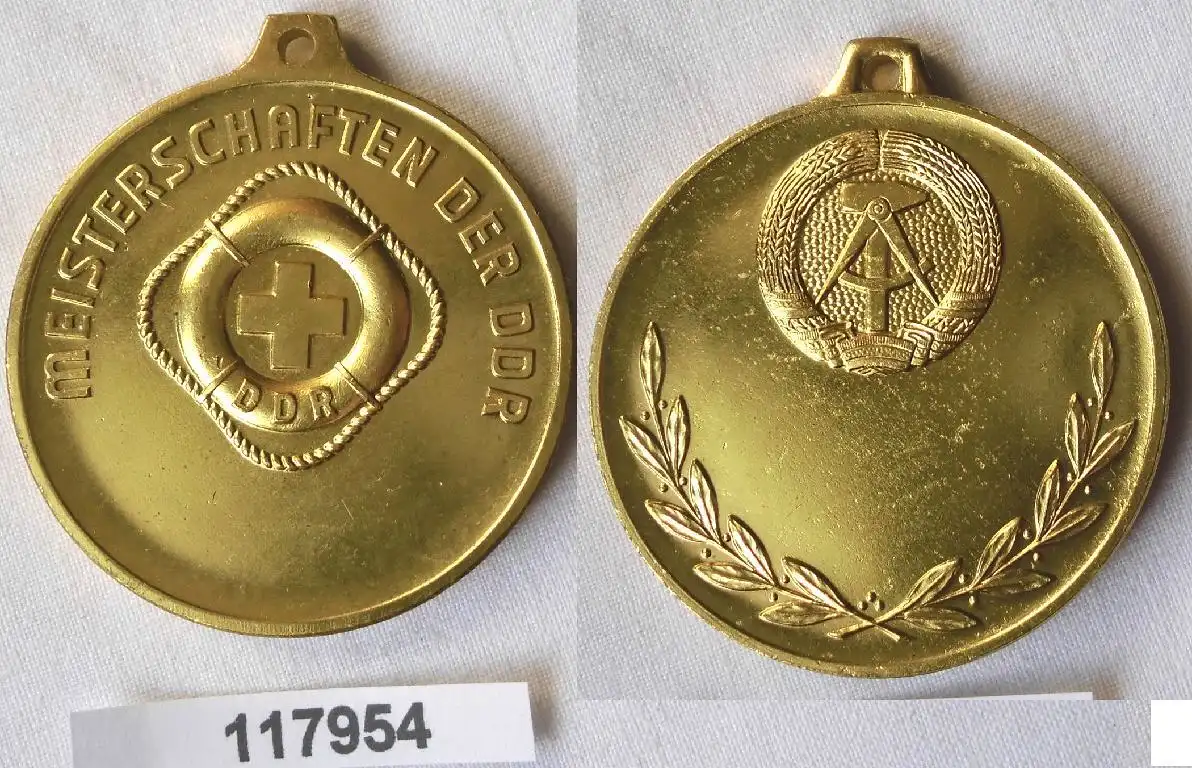 MEISTERSCHAFTEN DER DDR
DDR
117954